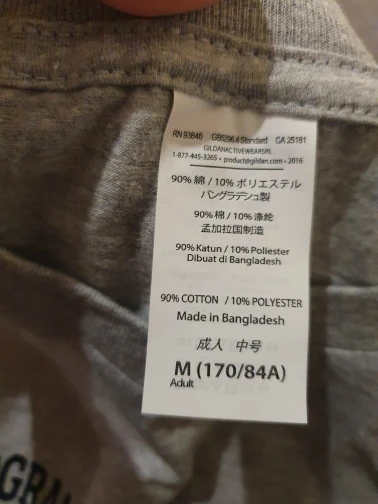 RN 93846 GB5296.4 Standard CA 25181
GILDANACTIVEWEARSRL
1-877-445-3265 • product@gildan.com • 2016
90% 綿 / 10% ポリエステル
バングラデシュ製
90% 棉 / 10% 涤纶
孟加拉国制造
90% Katun / 10% Poliester
Dibuat di Bangladesh
90% COTTON / 10% POLYESTER
Made in Bangladesh
成人 中号
M (170/84A)
Adult